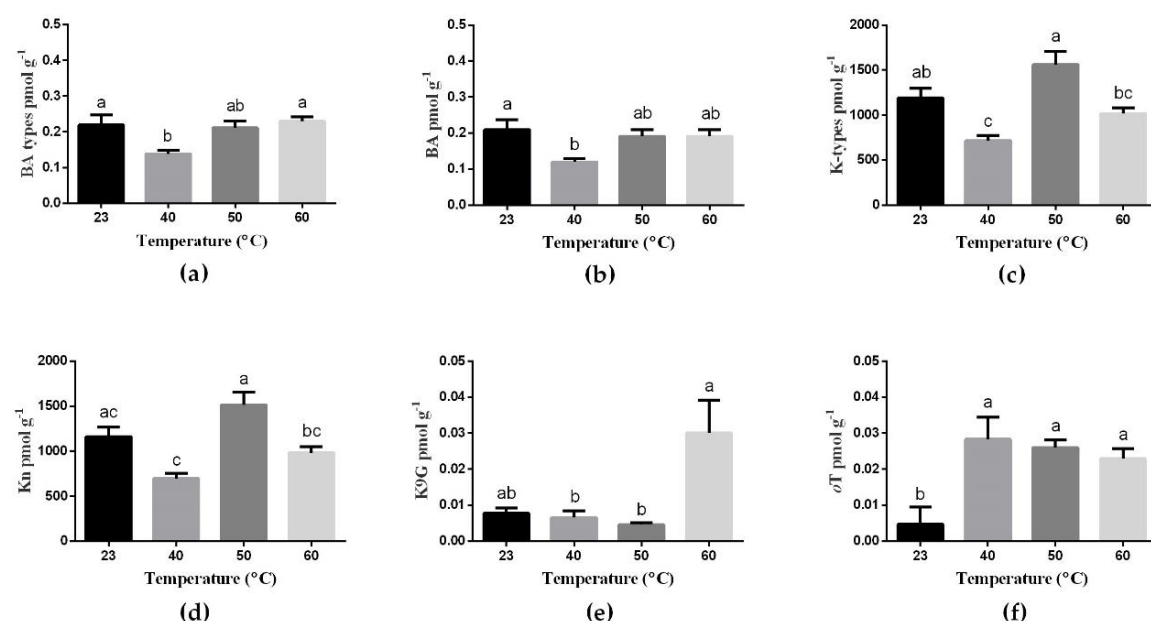 BA types pmol g⁻¹
0.5
0.4
0.3
0.2
0.1
0.0
a
b
ab
a
23 40 50 60
Temperature (°C)
(a)
BA pmol g⁻¹
0.5
0.4
0.3
0.2
0.1
0.0
a
b
ab
ab
23 40 50 60
Temperature (°C)
(b)
K-types pmol g⁻¹
2000
1500
1000
500
0
ab
c
a
bc
23 40 50 60
Temperature (°C)
(c)
Kn pmol g⁻¹
2000
1500
1000
500
0
ac
c
a
bc
23 40 50 60
Temperature (°C)
(d)
K9G pmol g⁻¹
0.05
0.04
0.03
0.02
0.01
0.00
ab
b
b
a
23 40 50 60
Temperature (°C)
(e)
oT pmol g⁻¹
0.05
0.04
0.03
0.02
0.01
0.00
b
a
a
a
23 40 50 60
Temperature (°C)
(f)